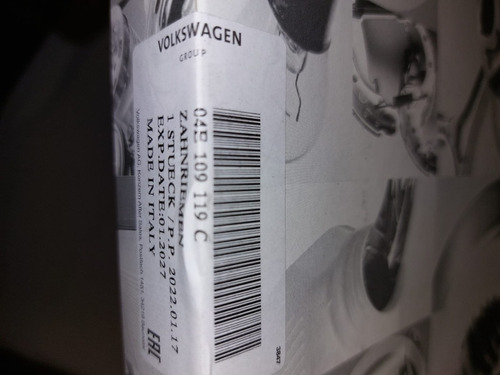 VOLKSWAGEN
GROUP
04E 109 119 C
ZAHNRIEMEN
1 STUECK / P.P. 2022.01.17
EXP.DATE:01.2027
MADE IN ITALY
EAC
3847